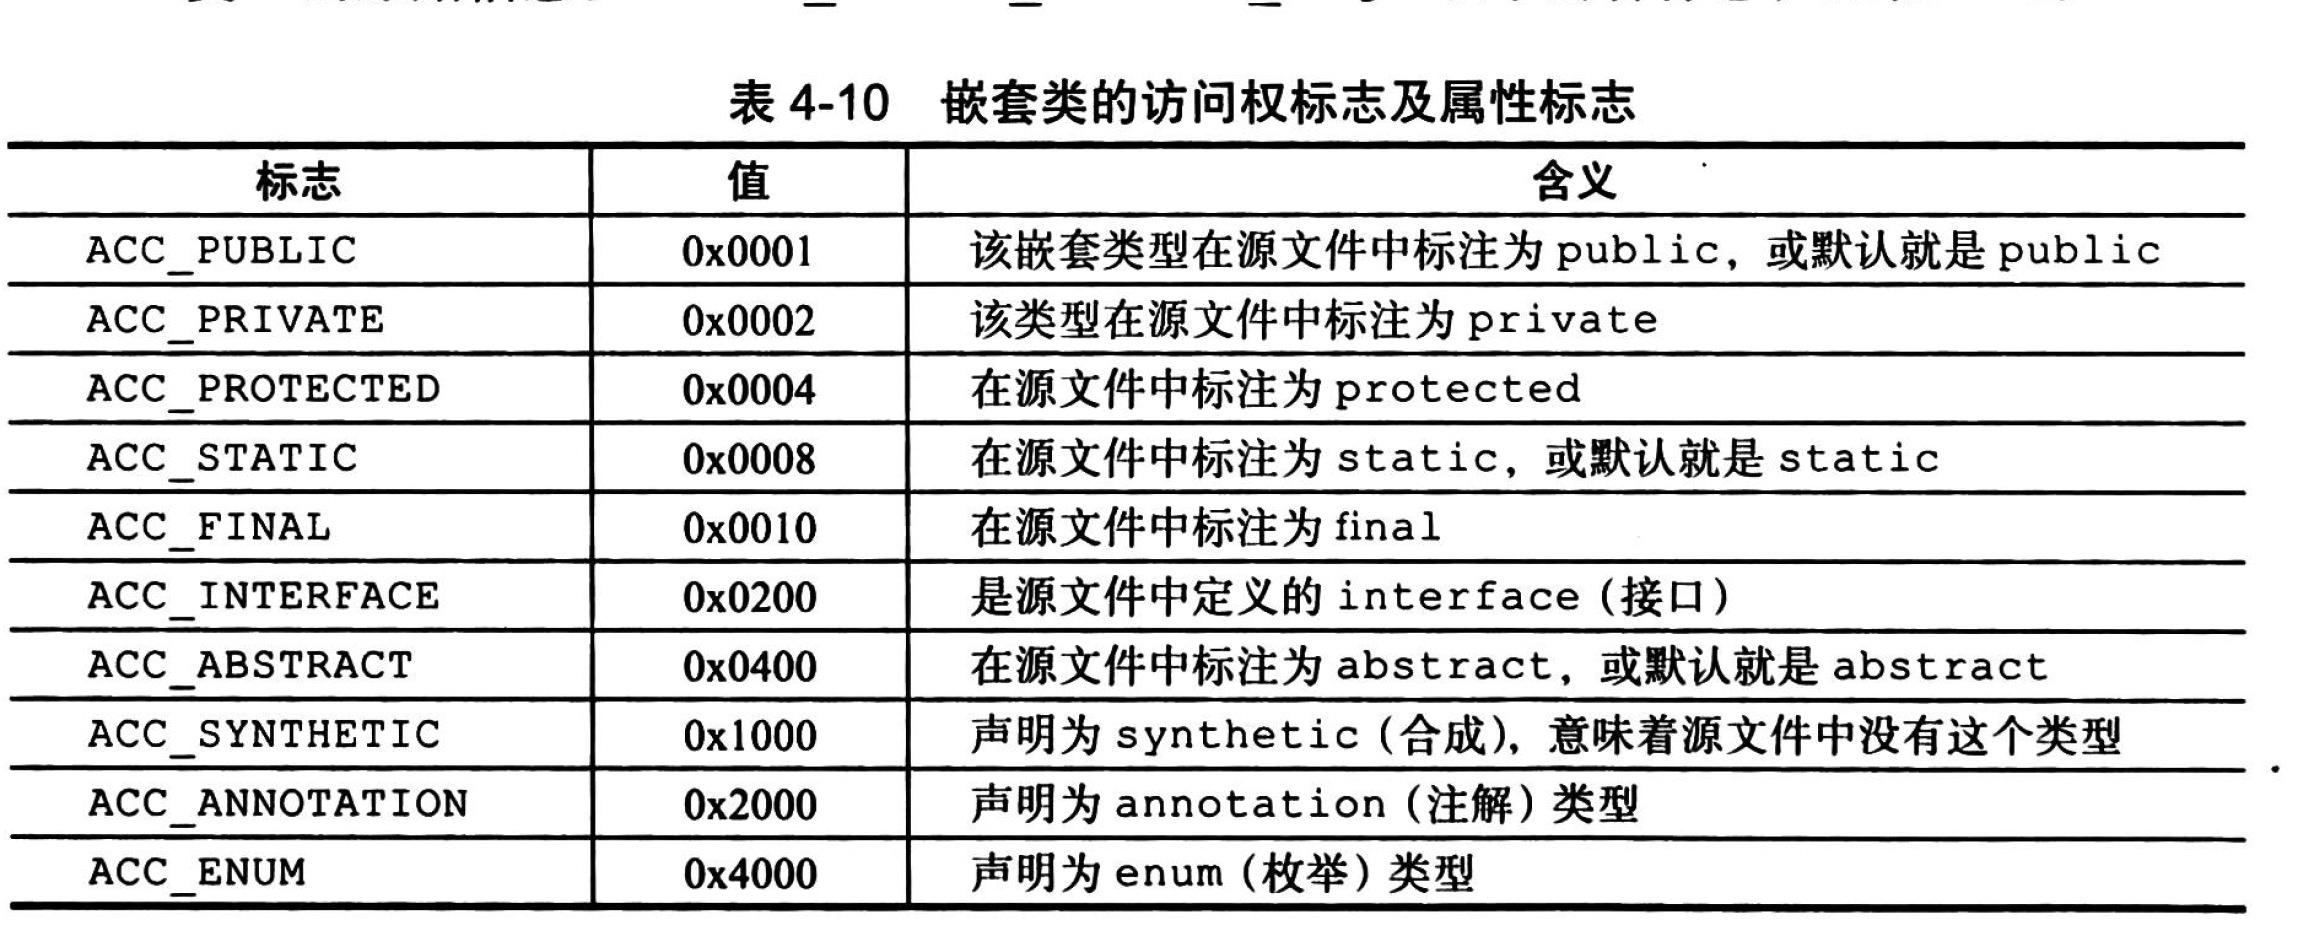 表 4-10 嵌套类的访问权标志及属性标志
标志 值 含义
ACC_PUBLIC 0x0001 该嵌套类型在源文件中标注为 public，或默认就是 public
ACC_PRIVATE 0x0002 该类型在源文件中标注为 private
ACC_PROTECTED 0x0004 在源文件中标注为 protected
ACC_STATIC 0x0008 在源文件中标注为 static，或默认就是 static
ACC_FINAL 0x0010 在源文件中标注为 final
ACC_INTERFACE 0x0200 是源文件中定义的 interface（接口）
ACC_ABSTRACT 0x0400 在源文件中标注为 abstract，或默认就是 abstract
ACC_SYNTHETIC 0x1000 声明为 synthetic（合成），意味着源文件中没有这个类型
ACC_ANNOTATION 0x2000 声明为 annotation（注解）类型
ACC_ENUM 0x4000 声明为 enum（枚举）类型